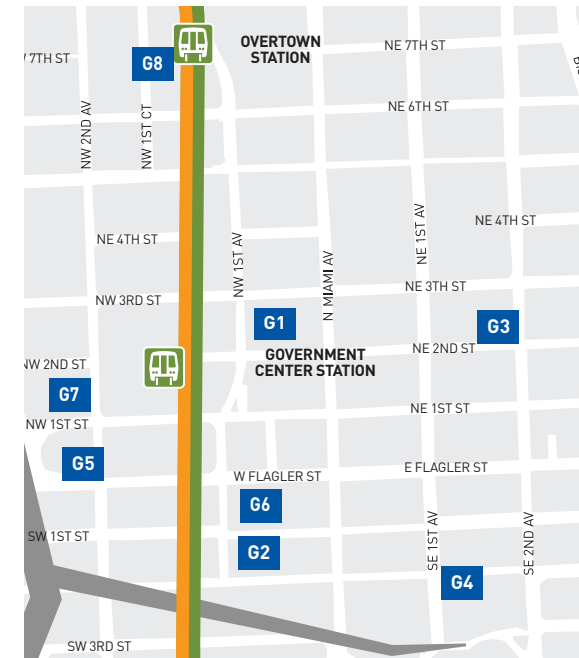 OVERTOWN
STATION
NE 7TH ST
7TH ST
G8
NE 6TH ST
NW 2ND AV
NW 1ST CT
NE 4TH ST
NE 4TH ST
NW 1ST AV
N MIAMI AV
NE 1ST AV
NW 3RD ST
NE 3RD ST
G1
G3
GOVERNMENT
CENTER STATION
NE 2ND ST
NW 2ND ST
G7
NE 1ST ST
NW 1ST ST
G5
W FLAGLER ST
E FLAGLER ST
G6
SW 1ST ST
G2
SE 1ST AV
SE 2ND AV
G4
SW 3RD ST